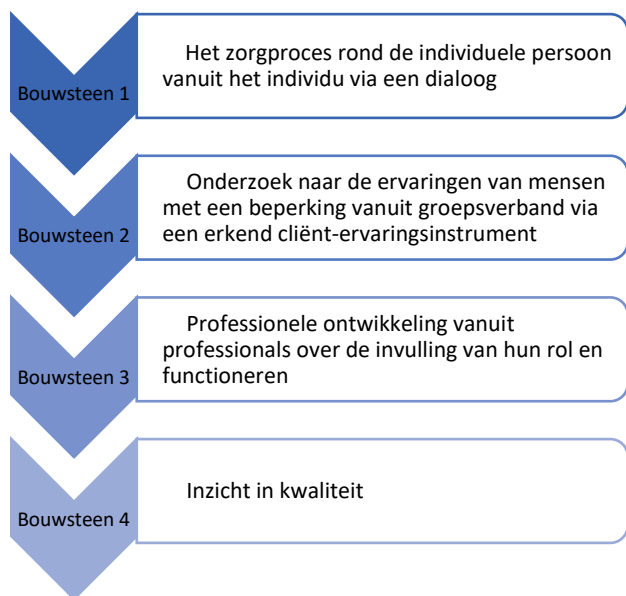 Bouwsteen 1
Het zorgproces rond de individuele persoon
vanuit het individu via een dialoog
Bouwsteen 2
Onderzoek naar de ervaringen van mensen
met een beperking vanuit groepsverband via
een erkend cliënt-ervaringsinstrument
Bouwsteen 3
Professionele ontwikkeling vanuit
professionals over de invulling van hun rol en
functioneren
Bouwsteen 4
Inzicht in kwaliteit